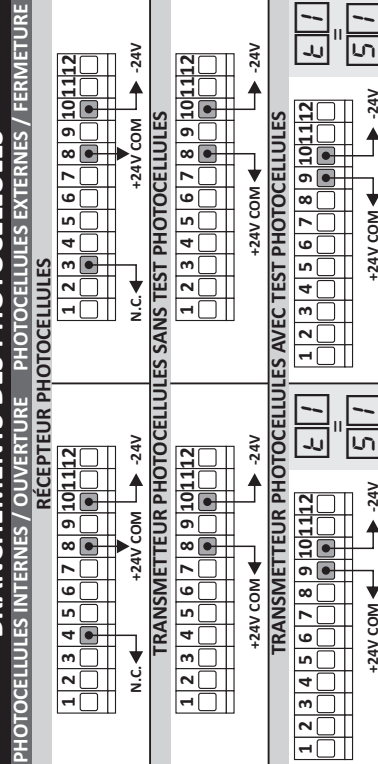 PHOTOCELLULES INTERNES / OUVERTURE PHOTOCELLULES EXTERNES / FERMETURE
RÉCEPTEUR PHOTOCELLULES
1 2 3 4 5 6 7 8 9 10 11 12
N.C. +24V COM -24V
1 2 3 4 5 6 7 8 9 10 11 12
N.C. +24V COM -24V
TRANSMETTEUR PHOTOCELLULES SANS TEST PHOTOCELLULES
1 2 3 4 5 6 7 8 9 10 11 12
+24V COM -24V
1 2 3 4 5 6 7 8 9 10 11 12
+24V COM -24V
TRANSMETTEUR PHOTOCELLULES AVEC TEST PHOTOCELLULES
1 2 3 4 5 6 7 8 9 10 11 12
+24V COM -24V
t 1
=
S 1
1 2 3 4 5 6 7 8 9 10 11 12
+24V COM -24V
t 1
=
S 1